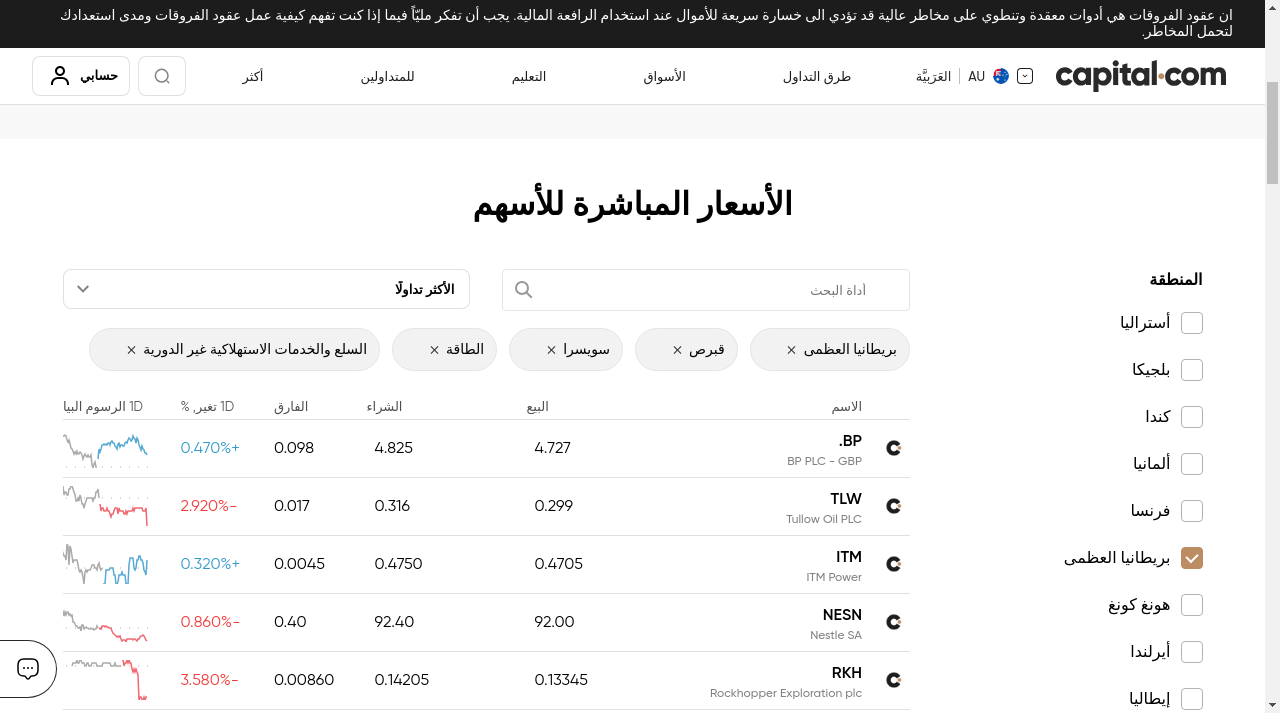 ان عقود الفروقات هي أدوات معقدة وتنطوي على مخاطر عالية قد تؤدي الى خسارة سريعة للأموال عند استخدام الرافعة المالية. يجب أن تفكر مليّاً فيما إذا كنت تفهم كيفية عمل عقود الفروقات ومدى استعدادك
لتحمل المخاطر.
capital.com
AU
العَرَبيَّة
طرق التداول
الأسواق
التعليم
للمتداولين
أكثر
حسابي
الأسعار المباشرة للأسهم
المنطقة
أستراليا
بلجيكا
كندا
ألمانيا
فرنسا
بريطانيا العظمى
هونغ كونغ
أيرلندا
إيطاليا
أداة البحث
الأكثر تداولًا
بريطانيا العظمى ×
قبرص ×
سويسرا ×
الطاقة ×
السلع والخدمات الاستهلاكية غير الدورية ×
الاسم البيع الشراء الفارق 1D تغير, % 1D الرسوم البيا
BP. 4.727 4.825 0.098 +0.470%
BP PLC - GBP
TLW 0.299 0.316 0.017 -2.920%
Tullow Oil PLC
ITM 0.4705 0.4750 0.0045 +0.320%
ITM Power
NESN 92.00 92.40 0.40 -0.860%
Nestle SA
RKH 0.13345 0.14205 0.00860 -3.580%
Rockhopper Exploration plc